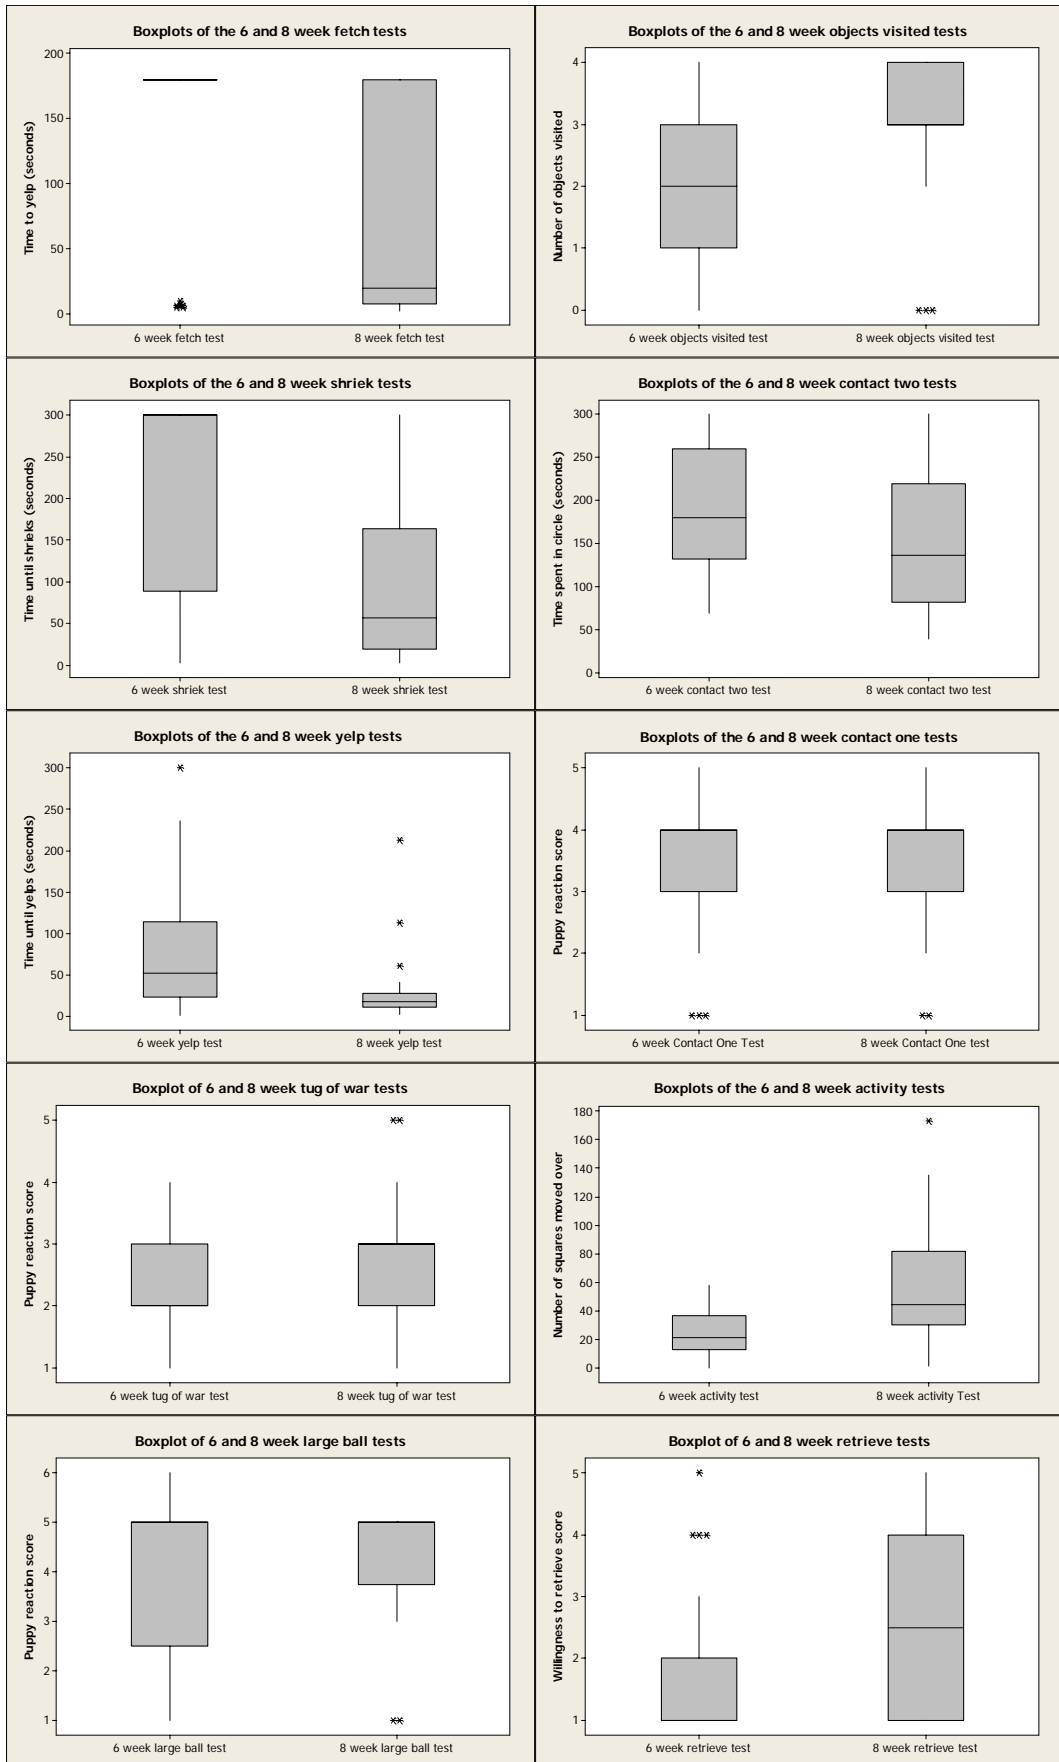 Boxplots of the 6 and 8 week fetch tests
Time to yelp (seconds)
200
150
100
50
0
6 week fetch test
8 week fetch test
Boxplots of the 6 and 8 week objects visited tests
Number of objects visited
4
3
2
1
0
6 week objects visited test
8 week objects visited test
Boxplots of the 6 and 8 week shriek tests
Time until shrieks (seconds)
300
250
200
150
100
50
0
6 week shriek test
8 week shriek test
Boxplots of the 6 and 8 week contact two tests
Time spent in circle (seconds)
300
250
200
150
100
50
0
6 week contact two test
8 week contact two test
Boxplots of the 6 and 8 week yelp tests
Time until yelps (seconds)
300
250
200
150
100
50
0
6 week yelp test
8 week yelp test
Boxplots of the 6 and 8 week contact one tests
Puppy reaction score
5
4
3
2
1
6 week Contact One Test
8 week Contact One test
Boxplot of 6 and 8 week tug of war tests
Puppy reaction score
5
4
3
2
1
6 week tug of war test
8 week tug of war test
Boxplots of the 6 and 8 week activity tests
Number of squares moved over
180
160
140
120
100
80
60
40
20
0
6 week activity test
8 week activity Test
Boxplot of 6 and 8 week large ball tests
Puppy reaction score
6
5
4
3
2
1
6 week large ball test
8 week large ball test
Boxplot of 6 and 8 week retrieve tests
Willingness to retrieve score
5
4
3
2
1
6 week retrieve test
8 week retrieve test